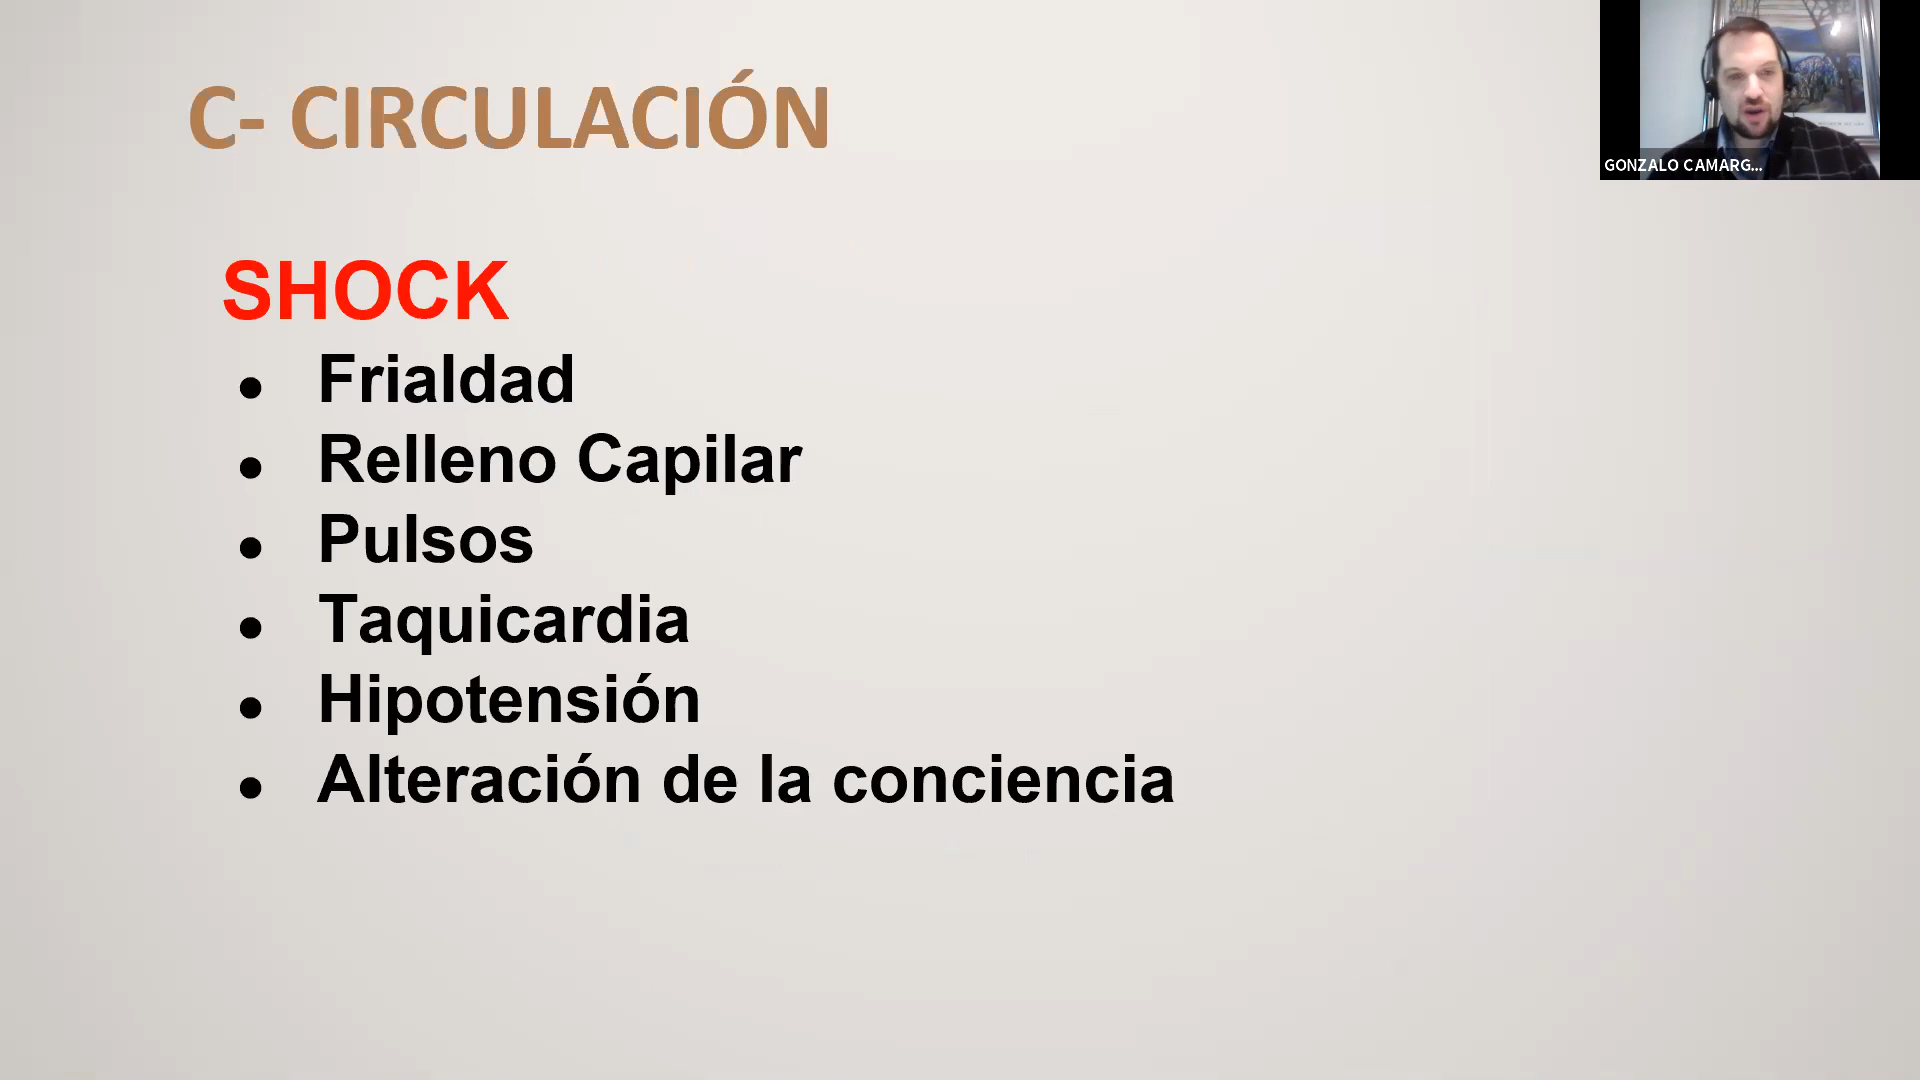 C- CIRCULACIÓN
GONZALO CAMARG...
SHOCK
● Frialdad
● Relleno Capilar
● Pulsos
● Taquicardia
● Hipotensión
● Alteración de la conciencia